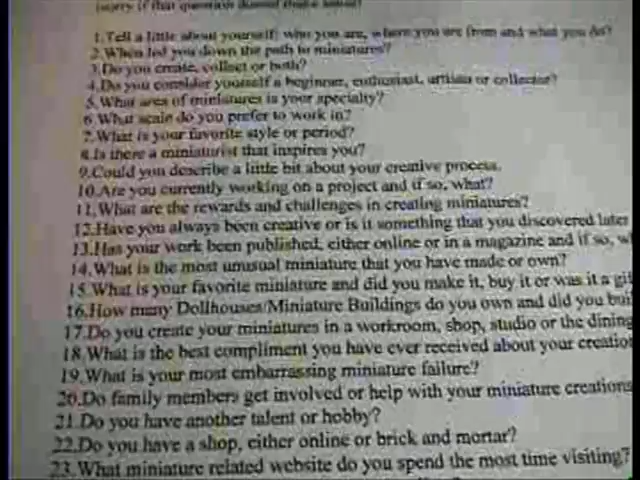 (sorry if that question doesnt make sense)
1.Tell a little about yourself: who you are, where you are from and what you do?
2.When led you down the path to miniatures?
3.Do you create, collect or both?
4.Do you consider yourself a beginner, enthusiast, artisan or collector?
5.What area of miniatures is your specialty?
6.What scale do you prefer to work in?
7.What is your favorite style or period?
8.Is there a miniaturist that inspires you?
9.Could you describe a little bit about your creative process.
10.Are you currently working on a project and if so, what?
11.What are the rewards and challenges in creating miniatures?
12.Have you always been creative or is it something that you discovered later
13.Has your work been published, either online or in a magazine and if so, w
14.What is the most unusual miniature that you have made or own?
15.What is your favorite miniature and did you make it, buy it or was it a gi
16.How many Dollhouses/Miniature Buildings do you own and did you bui
17.Do you create your miniatures in a workroom, shop, studio or the dining
18.What is the best compliment you have ever received about your creatio
19.What is your most embarrassing miniature failure?
20.Do family members get involved or help with your miniature creations
21.Do you have another talent or hobby?
22.Do you have a shop, either online or brick and mortar?
23.What miniature related website do you spend the most time visiting?